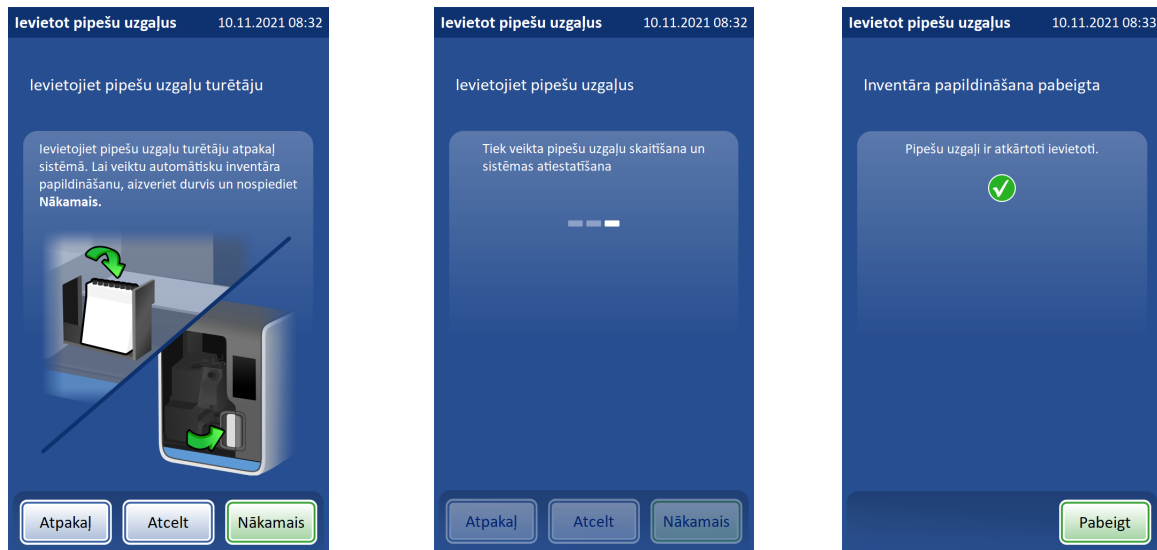 Ievietot pipešu uzgaļus 10.11.2021 08:32
Ievietojiet pipešu uzgaļu turētāju
Ievietojiet pipešu uzgaļu turētāju atpakaļ
sistēmā. Lai veiktu automātisku inventāra
papildināšanu, aizveriet durvis un nospiediet
Nākamais.
Atpakaļ Atcelt Nākamais
Ievietot pipešu uzgaļus 10.11.2021 08:32
Ievietojiet pipešu uzgaļus
Tiek veikta pipešu uzgaļu skaitīšana un
sistēmas atiestatīšana
Atpakaļ Atcelt Nākamais
Ievietot pipešu uzgaļus 10.11.2021 08:33
Inventāra papildināšana pabeigta
Pipešu uzgaļi ir atkārtoti ievietoti.
Pabeigt